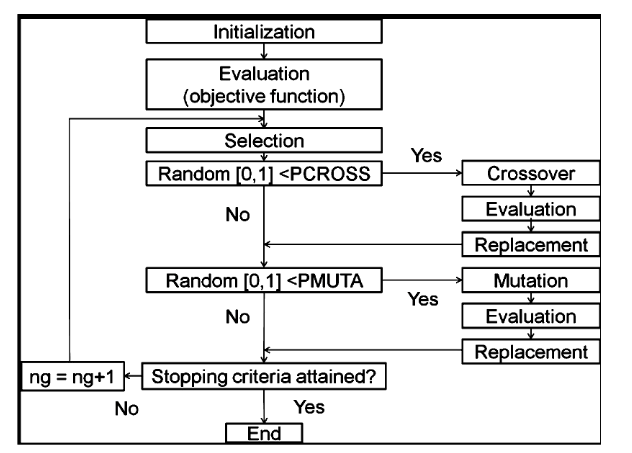 Initialization
Evaluation
(objective function)
Selection
Random [0,1] <PCROSS
Yes
Crossover
Evaluation
No
Replacement
Random [0,1] <PMUTA
Yes
Mutation
No
Evaluation
Replacement
ng = ng+1
Stopping criteria attained?
No
Yes
End